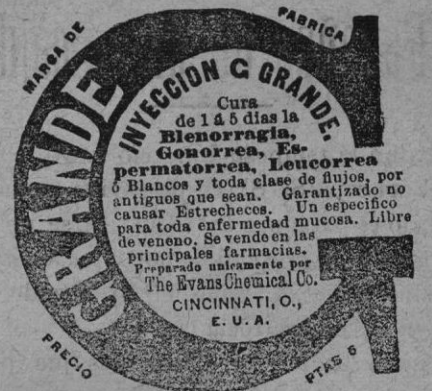 MARCA DE
FABRICA
GRANDE
INYECCION G GRANDE.
Cura
de 1 á 5 dias la
Blenorragia,
Gonorrea, Es-
permatorrea, Leucorrea
ó Blancos y toda clase de flujos, por
antiguos que sean. Garantizado no
causar Estrecheces. Un especifico
para toda enfermedad mucosa. Libre
de veneno. Se vende en las
principales farmacias.
Preparado unicamente por
The Evans Chemical Co.
CINCINNATI, O.,
E. U. A.
PRECIO
PTAS 6